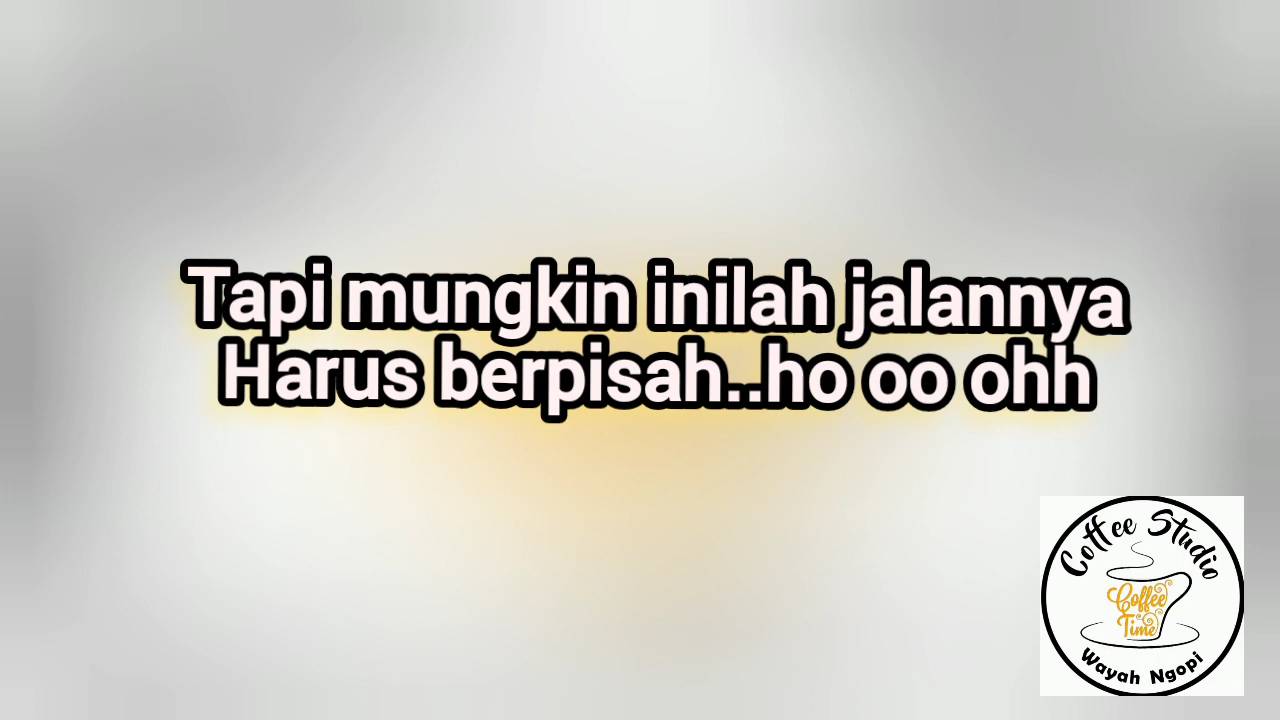 Tapi mungkin inilah jalannya
Harus berpisah..ho oo ohh
Coffee Studio
Coffee
Time
Wayah Ngopi